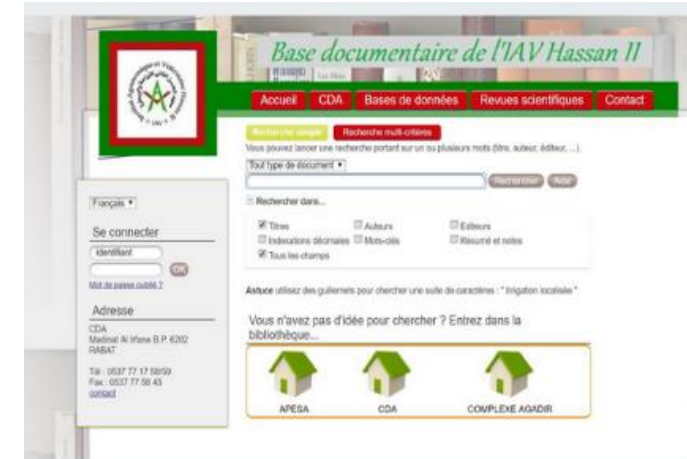 Base documentaire de l'IAV Hassan II
Accueil CDA Bases de données Revues scientifiques Contact
Recherche simple Recherche multi-critères
Vous pouvez lancer une recherche portant sur un ou plusieurs mots (titre, auteur, éditeur, ...).
Tout type de document
Rechercher Aide
Rechercher dans...
Titres Auteurs Editeurs
Indexations décimales Mots-clés Résumé et notes
Tous les champs
Astuce utilisez des guillemets pour chercher une suite de caractères : " Irrigation localisée "
Vous n'avez pas d'idée pour chercher ? Entrez dans la
bibliothèque...
APESA CDA COMPLEXE AGADIR
Français
Se connecter
identifiant
OK
Mot de passe oublié ?
Adresse
CDA
Madinat Al Irfane B.P. 6202
RABAT
Tél : 0537 77 17 58/59
Fax : 0537 77 58 45
contact